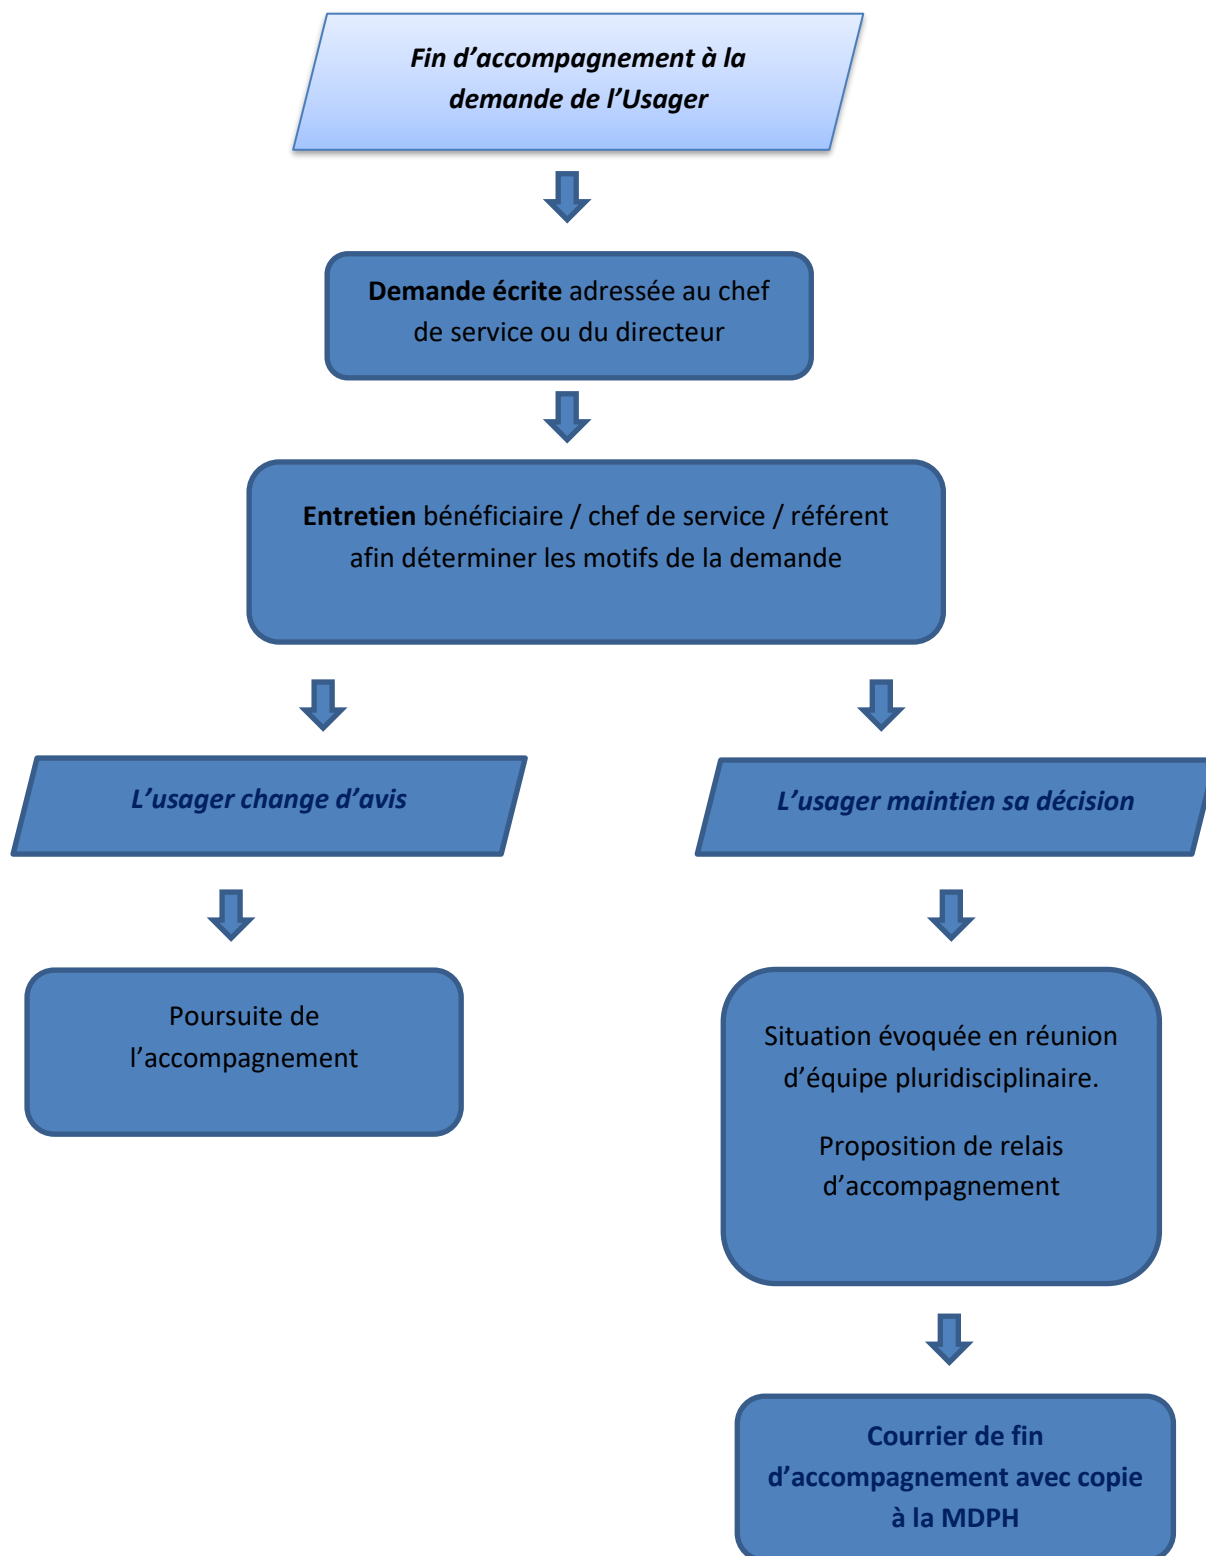 Fin d’accompagnement à la
demande de l’Usager
Demande écrite adressée au chef
de service ou du directeur
Entretien bénéficiaire / chef de service / référent
afin déterminer les motifs de la demande
L’usager change d’avis
L’usager maintien sa décision
Poursuite de
l’accompagnement
Situation évoquée en réunion
d’équipe pluridisciplinaire.
Proposition de relais
d’accompagnement
Courrier de fin
d’accompagnement avec copie
à la MDPH